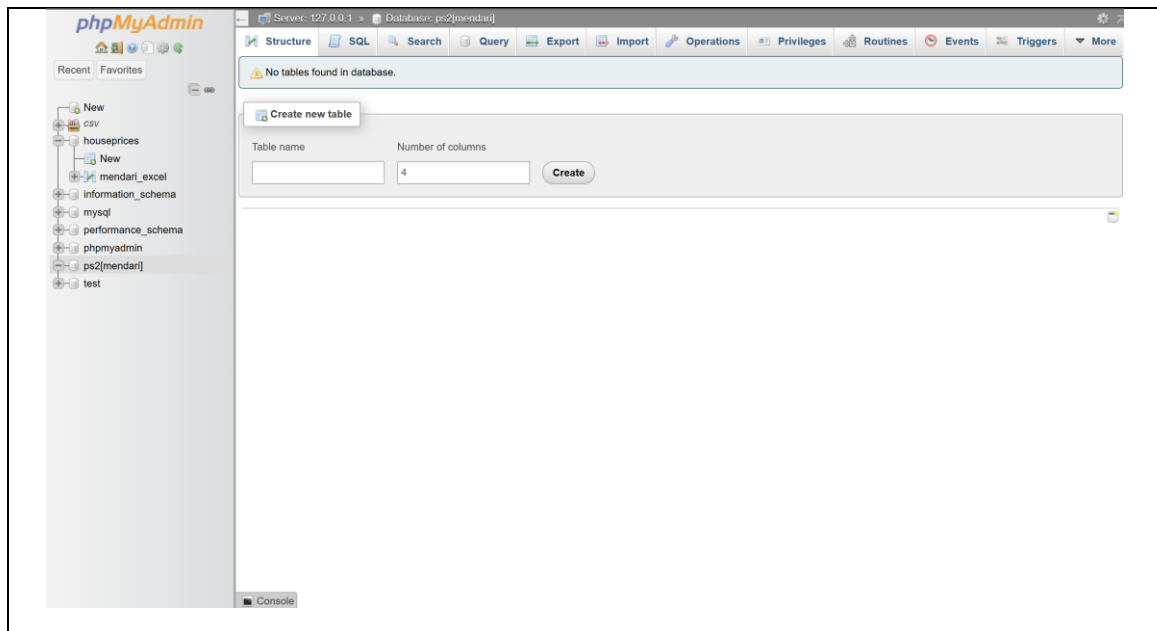 phpMyAdmin
Recent Favorites
New
csv
houseprices
New
mendari_excel
information_schema
mysql
performance_schema
phpmyadmin
ps2[mendari]
test
Server: 127.0.0.1 » Database: ps2[mendari]
Structure SQL Search Query Export Import Operations Privileges Routines Events Triggers More
No tables found in database.
Create new table
Table name Number of columns
4 Create
Console